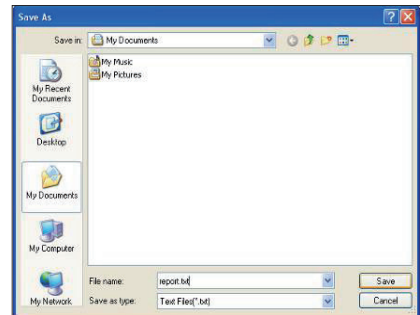 Save As
Save in:
My Documents
My Recent
Documents
Desktop
My Documents
My Computer
My Network
My Music
My Pictures
File name:
report.txt
Save
Save as type:
Text Files(*.txt)
Cancel